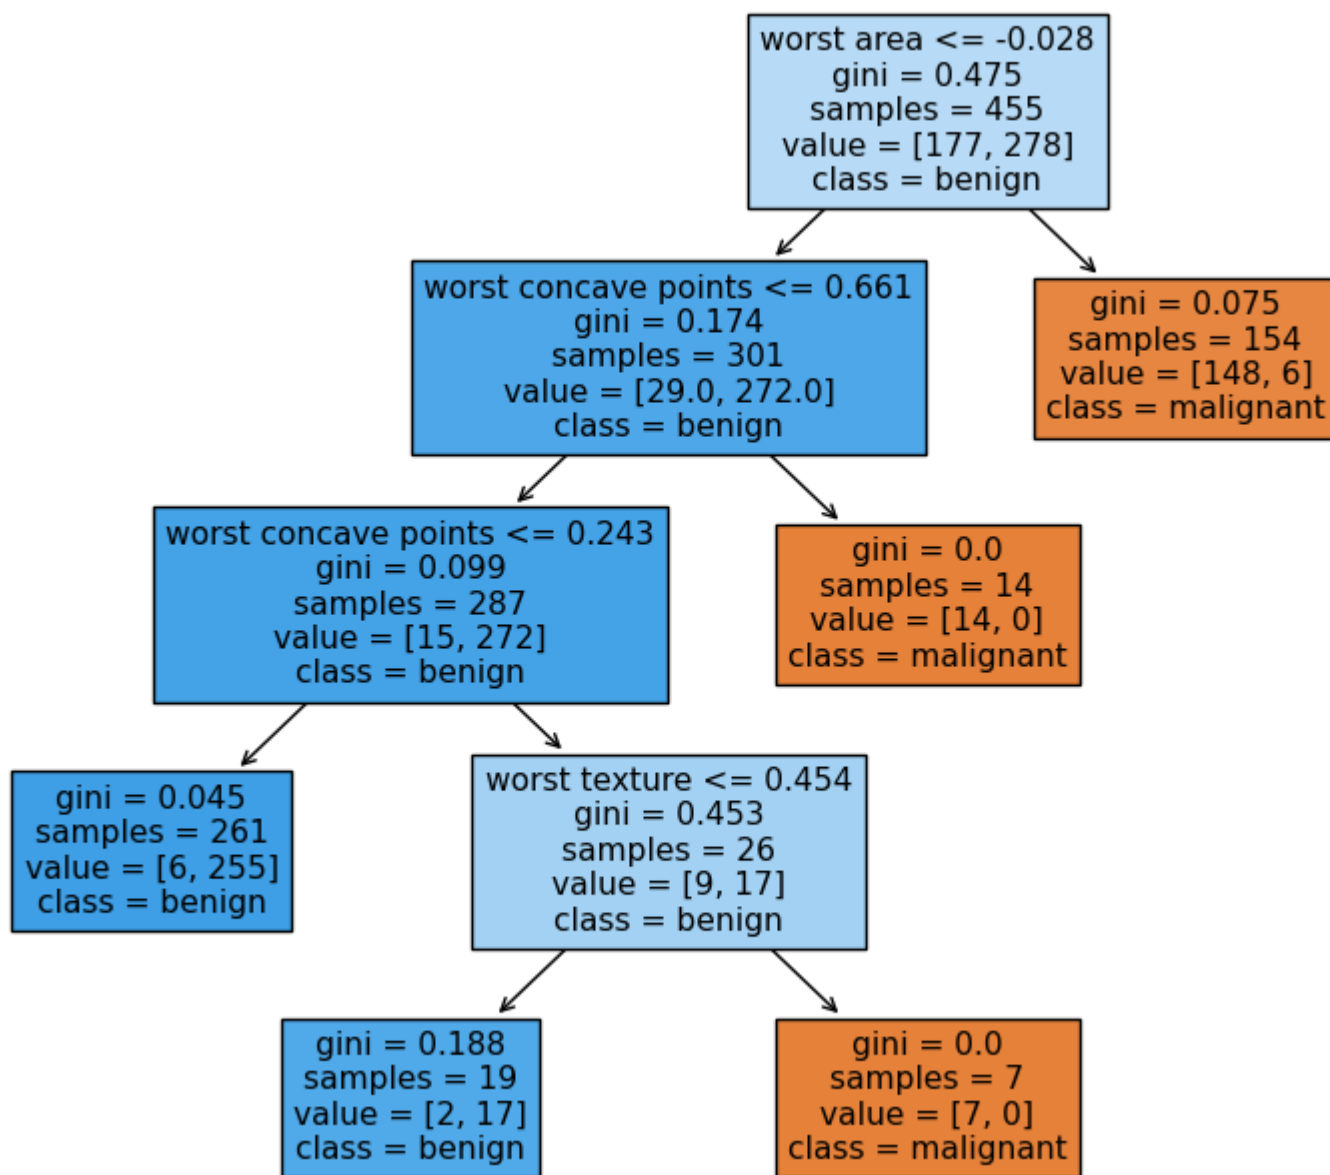 worst area <= -0.028
gini = 0.475
samples = 455
value = [177, 278]
class = benign
worst concave points <= 0.661
gini = 0.174
samples = 301
value = [29.0, 272.0]
class = benign
gini = 0.075
samples = 154
value = [148, 6]
class = malignant
worst concave points <= 0.243
gini = 0.099
samples = 287
value = [15, 272]
class = benign
gini = 0.0
samples = 14
value = [14, 0]
class = malignant
gini = 0.045
samples = 261
value = [6, 255]
class = benign
worst texture <= 0.454
gini = 0.453
samples = 26
value = [9, 17]
class = benign
gini = 0.188
samples = 19
value = [2, 17]
class = benign
gini = 0.0
samples = 7
value = [7, 0]
class = malignant